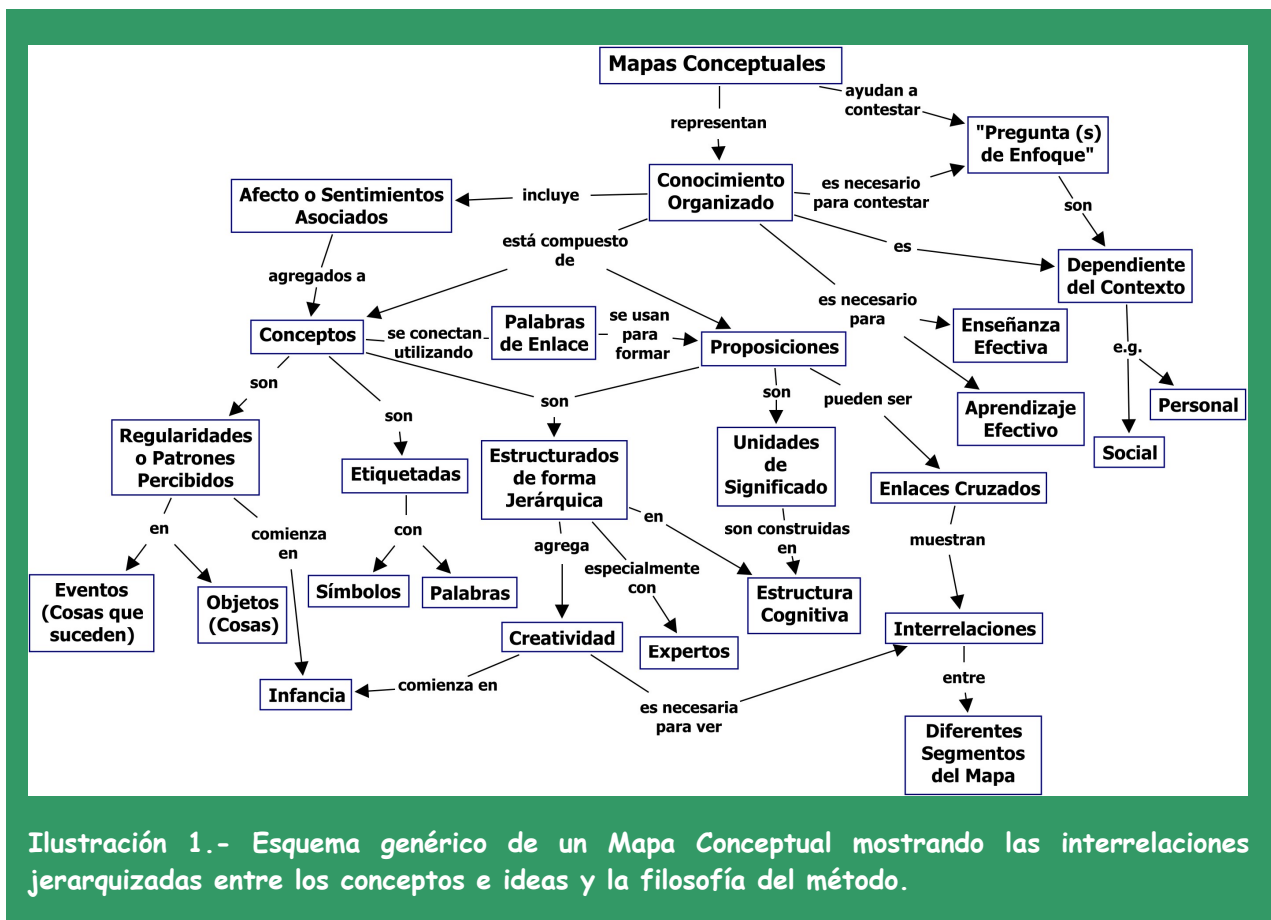 Mapas Conceptuales
ayudan a
contestar
representan
"Pregunta (s)
de Enfoque"
Afecto o Sentimientos
Asociados
incluye
Conocimiento
Organizado
es necesario
para contestar
son
está compuesto
de
es
agregados a
Dependiente
del Contexto
es necesario
para
Conceptos
se conectan
utilizando
Palabras
de Enlace
se usan
para
formar
Proposiciones
Enseñanza
Efectiva
e.g.
son
son
son
son
pueden ser
Aprendizaje
Efectivo
Personal
Social
Regularidades
o Patrones
Percibidos
Etiquetadas
Estructurados
de forma
Jerárquica
Unidades
de
Significado
Enlaces Cruzados
en
comienza
en
con
agrega
especialmente
con
en
son construidas
en
muestran
Eventos
(Cosas que
suceden)
Objetos
(Cosas)
Símbolos
Palabras
Estructura
Cognitiva
Creatividad
Expertos
Interrelaciones
Infancia
comienza en
es necesaria
para ver
entre
Diferentes
Segmentos
del Mapa
Ilustración 1.- Esquema genérico de un Mapa Conceptual mostrando las interrelaciones
jerarquizadas entre los conceptos e ideas y la filosofía del método.